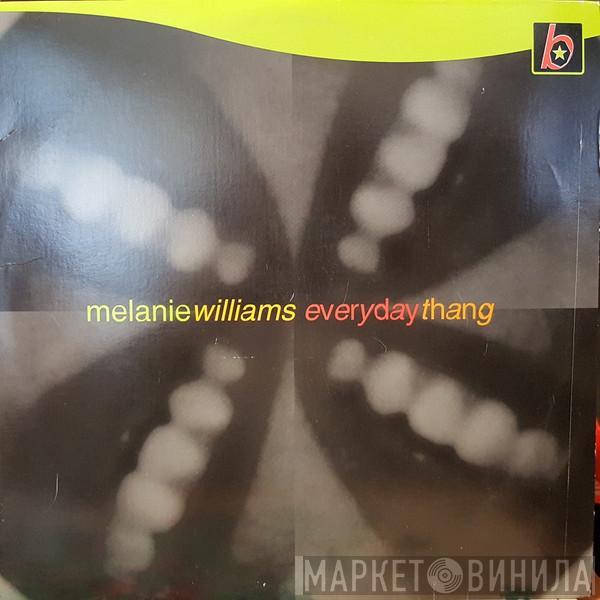 b
melaniewilliams everydaythang
МАРКЕТ ВИНИЛА